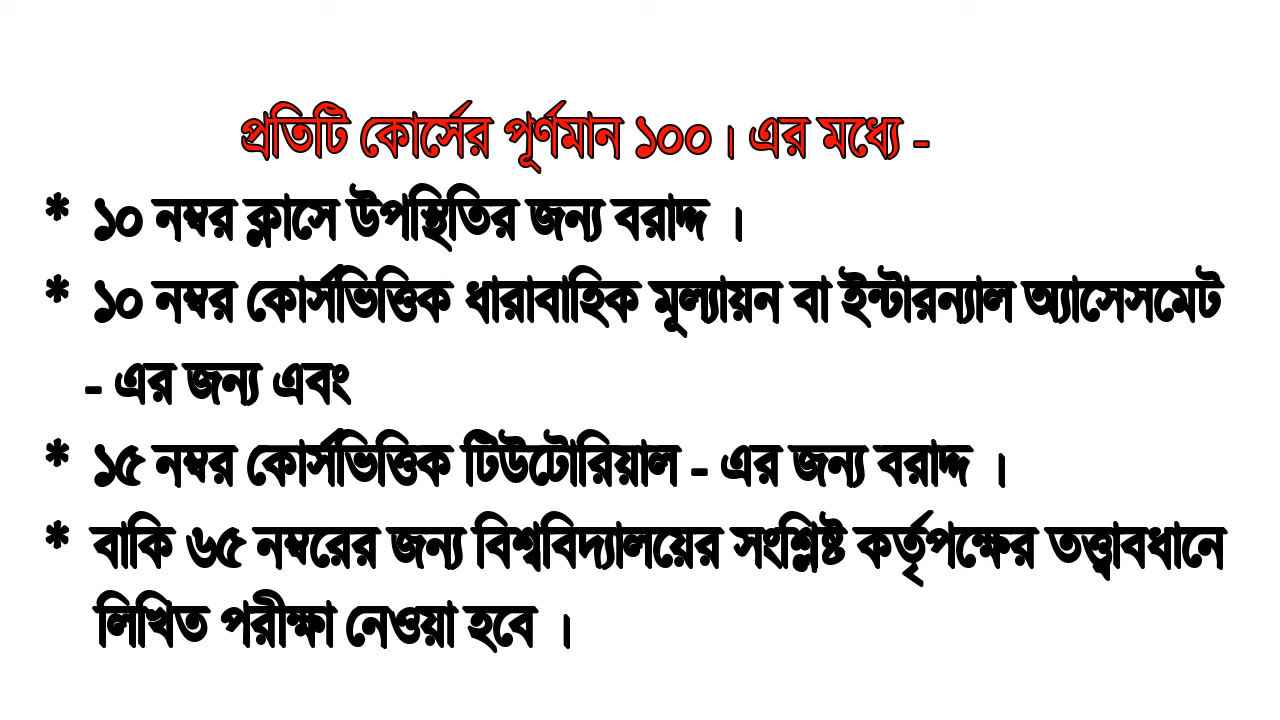 প্রতিটি কোর্সের পূর্ণমান ১০০। এর মধ্যে -
* ১০ নম্বর ক্লাসে উপস্থিতির জন্য বরাদ্দ ।
* ১০ নম্বর কোর্সভিত্তিক ধারাবাহিক মূল্যায়ন বা ইন্টারন্যাল অ্যাসেসমেট
- এর জন্য এবং
* ১৫ নম্বর কোর্সভিত্তিক টিউটোরিয়াল - এর জন্য বরাদ্দ ।
* বাকি ৬৫ নম্বরের জন্য বিশ্ববিদ্যালয়ের সংশ্লিষ্ট কর্তৃপক্ষের তত্ত্বাবধানে
লিখিত পরীক্ষা নেওয়া হবে ।